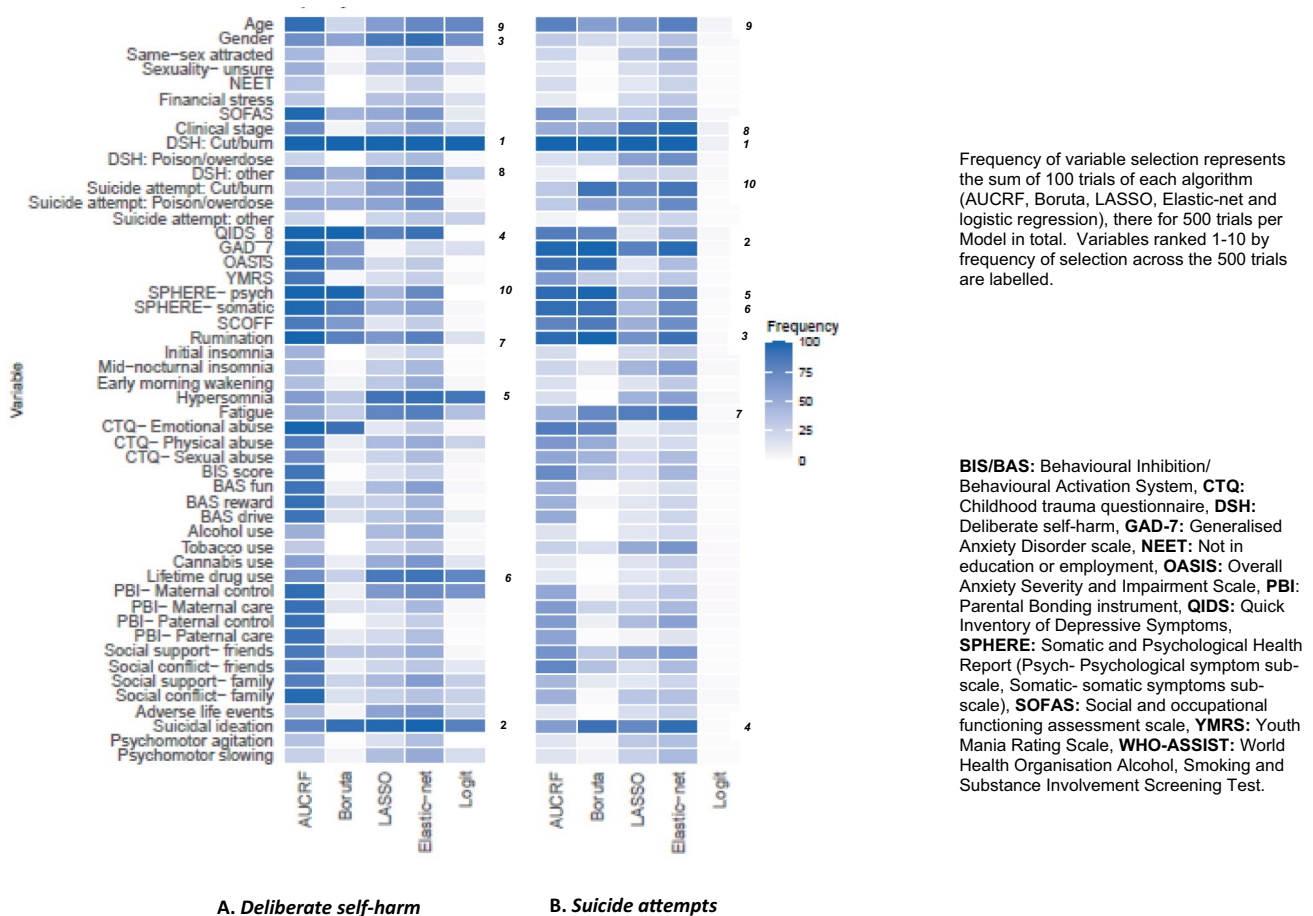 Age 9 9
Gender 3
Same−sex attracted
Sexuality− unsure
NEET
Financial stress
SOFAS
Clinical stage 8
DSH: Cut/burn 1 1
DSH: Poison/overdose
DSH: other 8
Suicide attempt: Cut/burn 10
Suicide attempt: Poison/overdose
Suicide attempt: other
QIDS_8 4
GAD_7 2
OASIS
YMRS
SPHERE− psych 10 5
SPHERE− somatic 6
SCOFF
Rumination 7 3
Initial insomnia
Mid−nocturnal insomnia
Early morning wakening
Hypersomnia 5
Fatigue 7
CTQ− Emotional abuse
CTQ− Physical abuse
CTQ− Sexual abuse
BIS score
BAS fun
BAS reward
BAS drive
Alcohol use
Tobacco use
Cannabis use
Lifetime drug use 6
PBI− Maternal control
PBI− Maternal care
PBI− Paternal control
PBI− Paternal care
Social support− friends
Social conflict− friends
Social support− family
Social conflict− family
Adverse life events
Suicidal ideation 2 4
Psychomotor agitation
Psychomotor slowing
Variable
AUCRF
Boruta
LASSO
Elastic−net
Logit
AUCRF
Boruta
LASSO
Elastic−net
Logit
A. Deliberate self-harm
B. Suicide attempts
Frequency
100
75
50
25
0
Frequency of variable selection represents
the sum of 100 trials of each algorithm
(AUCRF, Boruta, LASSO, Elastic-net and
logistic regression), there for 500 trials per
Model in total.  Variables ranked 1-10 by
frequency of selection across the 500 trials
are labelled.
BIS/BAS: Behavioural Inhibition/
Behavioural Activation System, CTQ:
Childhood trauma questionnaire, DSH:
Deliberate self-harm, GAD-7: Generalised
Anxiety Disorder scale, NEET: Not in
education or employment, OASIS: Overall
Anxiety Severity and Impairment Scale, PBI:
Parental Bonding instrument, QIDS: Quick
Inventory of Depressive Symptoms,
SPHERE: Somatic and Psychological Health
Report (Psych- Psychological symptom sub-
scale, Somatic- somatic symptoms sub-
scale), SOFAS: Social and occupational
functioning assessment scale, YMRS: Youth
Mania Rating Scale, WHO-ASSIST: World
Health Organisation Alcohol, Smoking and
Substance Involvement Screening Test.